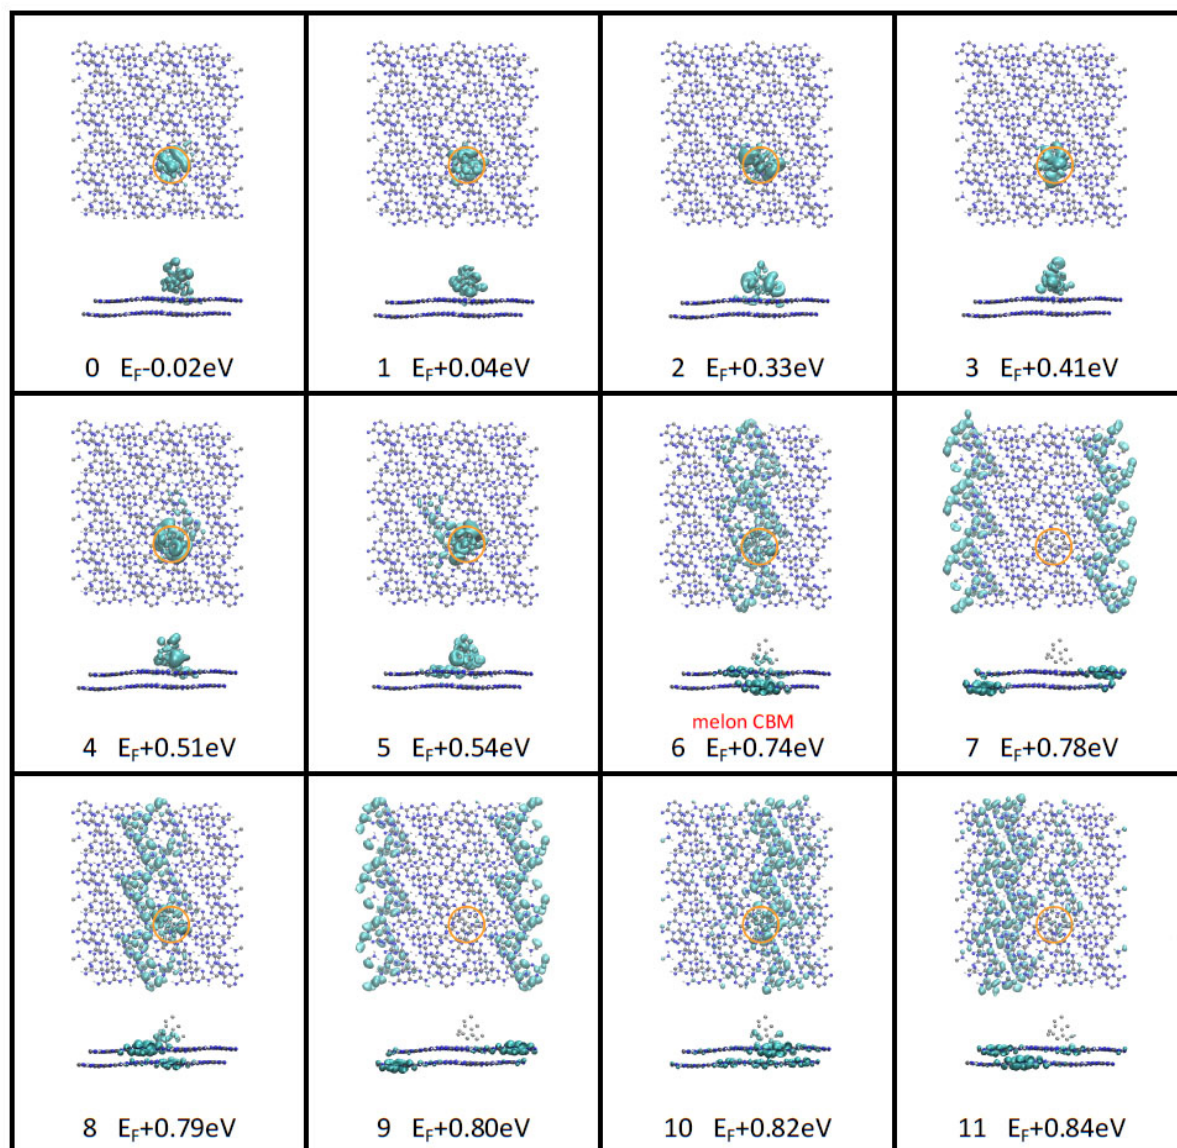 0 E_F-0.02eV
1 E_F+0.04eV
2 E_F+0.33eV
3 E_F+0.41eV
4 E_F+0.51eV
5 E_F+0.54eV
melon CBM
6 E_F+0.74eV
7 E_F+0.78eV
8 E_F+0.79eV
9 E_F+0.80eV
10 E_F+0.82eV
11 E_F+0.84eV